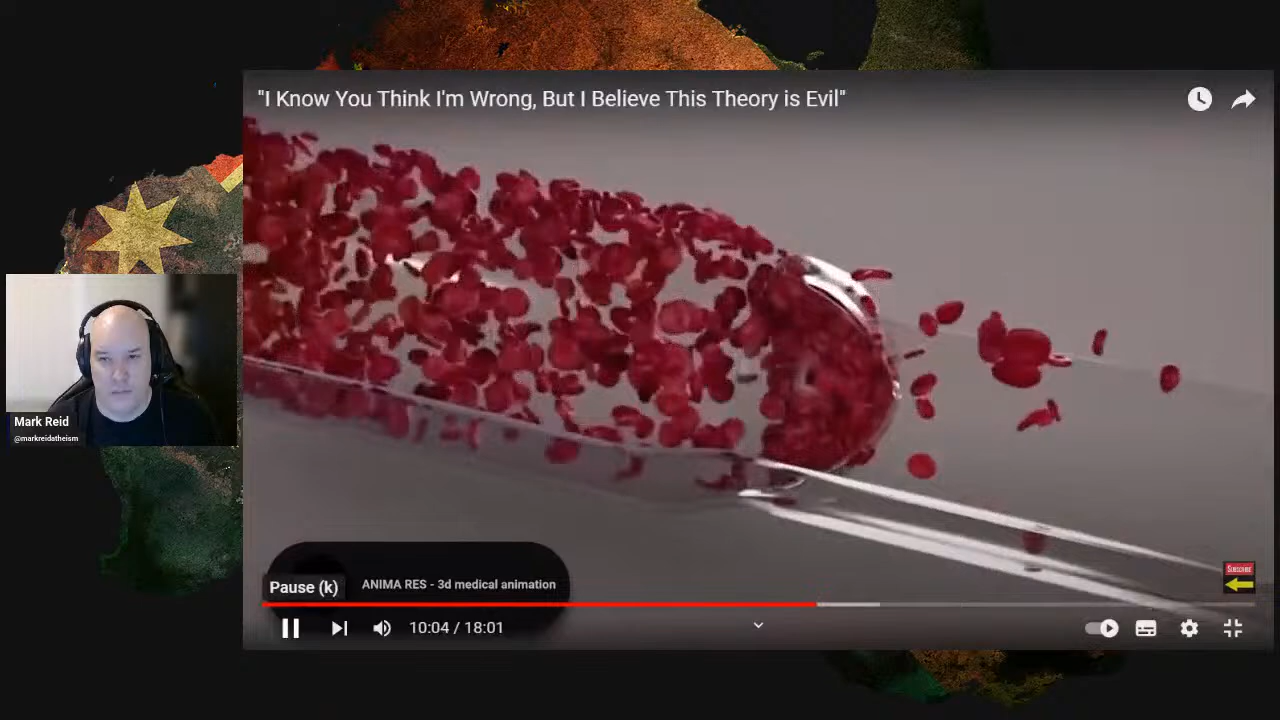 "I Know You Think I'm Wrong, But I Believe This Theory is Evil"
Mark Reid
@markreidatheism
Pause (k)
ANIMA RES - 3d medical animation
SUBSCRIBE
10:04 / 18:01